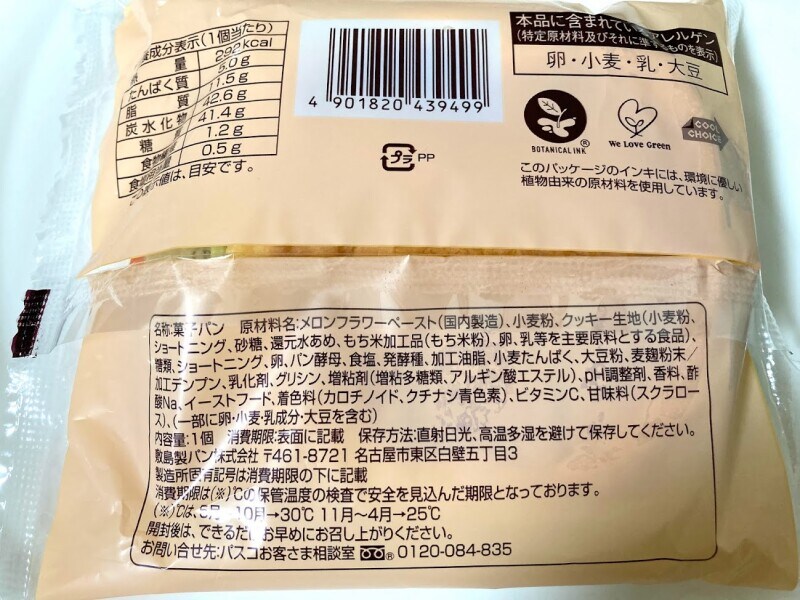 成分表示(1個当たり)
量 292kcal
たんぱく質 5.0g
脂 質 11.5g
炭水化物 42.6g
糖 41.4g
食物 1.2g
食塩 0.5g
値は、目安です。
4 901820 439499
プラ PP
本品に含まれているアレルゲン
(特定原材料及びそれに準ずるものを表示)
卵・小麦・乳・大豆
BOTANICAL INK®
We Love Green
COOL CHOICE
このパッケージのインキには、環境に優しい
植物由来の原材料を使用しています。
名称:菓子パン 原材料名:メロンフラワーペースト(国内製造)、小麦粉、クッキー生地(小麦粉、
ショートニング、砂糖、還元水あめ、もち米加工品(もち米粉)、卵、乳等を主要原料とする食品)、
糖類、ショートニング、卵、パン酵母、食塩、発酵種、加工油脂、小麦たんぱく、大豆粉、麦麹粉末/
加工デンプン、乳化剤、グリシン、増粘剤(増粘多糖類、アルギン酸エステル)、pH調整剤、香料、酢
酸Na、イーストフード、着色料(カロチノイド、クチナシ青色素)、ビタミンC、甘味料(スクラロー
ス)、(一部に卵・小麦・乳成分・大豆を含む)
内容量:1個 消費期限:表面に記載 保存方法:直射日光、高温多湿を避けて保存してください。
敷島製パン株式会社 〒461-8721 名古屋市東区白壁五丁目3
製造所固有記号は消費期限の下に記載
消費期限は(※)℃の保管温度の検査で安全を見込んだ期限となっております。
(※)℃は、5月〜10月→30℃ 11月〜4月→25℃
開封後は、できるだけお早めにお召し上がりください。
お問い合せ先:パスコお客さま相談室 ® 0120-084-835